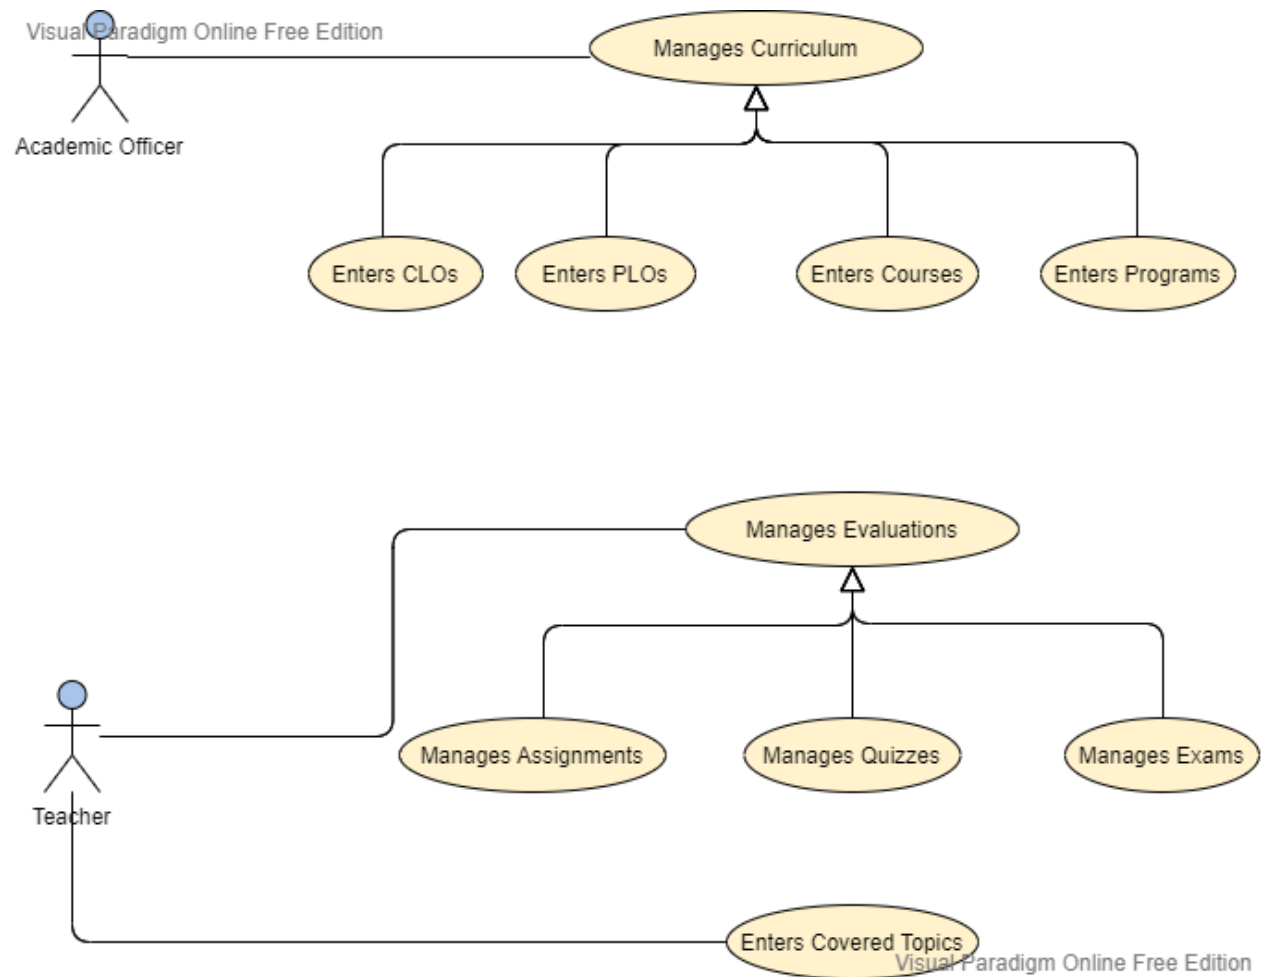 Visual Paradigm Online Free Edition
Manages Curriculum
Academic Officer
Enters CLOs
Enters PLOs
Enters Courses
Enters Programs
Manages Evaluations
Manages Assignments
Manages Quizzes
Manages Exams
Teacher
Enters Covered Topics
Visual Paradigm Online Free Edition